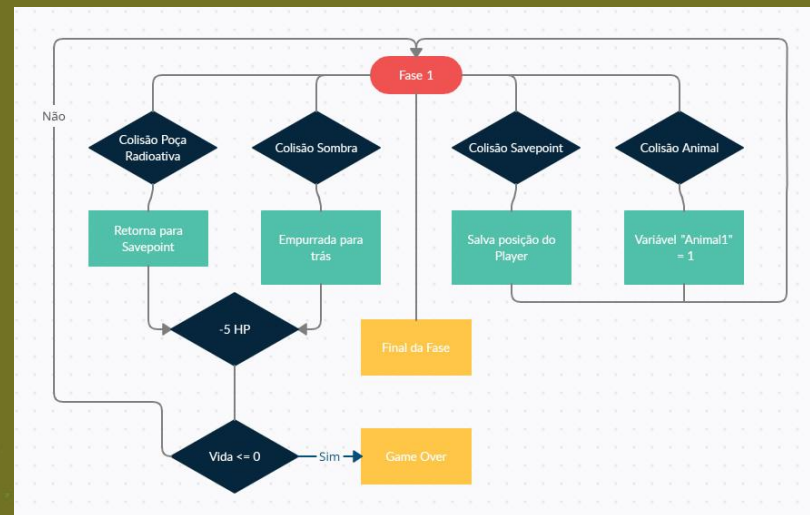 Fase 1
Não
Colisão Poça
Radioativa
Colisão Sombra
Colisão Savepoint
Colisão Animal
Retorna para
Savepoint
Empurrada para
trás
Salva posição do
Player
Variável "Animal1"
= 1
-5 HP
Final da Fase
Vida <= 0
Sim
Game Over